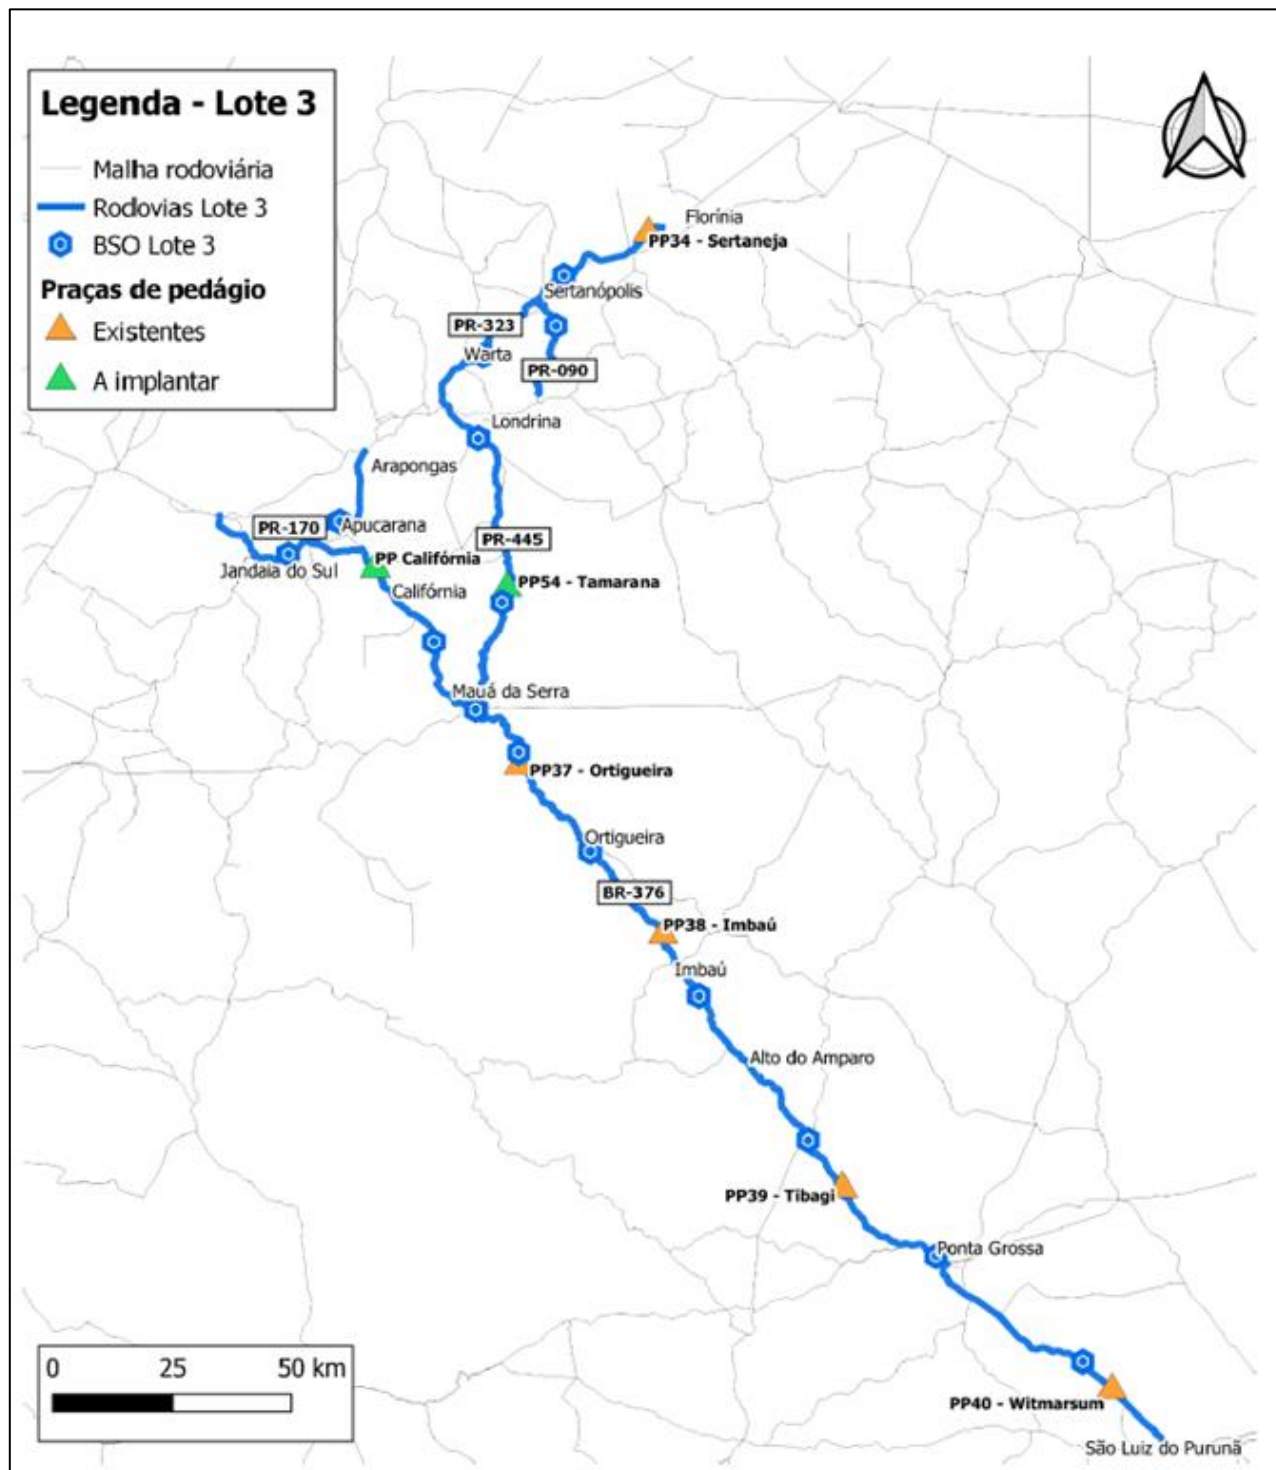 Legenda - Lote 3
Malha rodoviária
Rodovias Lote 3
BSO Lote 3
Praças de pedágio
Existentes
A implantar
Florínia
PP34 - Sertaneja
Sertanópolis
PR-323
Warta
PR-090
Londrina
Arapongas
PR-170
Apucarana
PR-445
PP Califórnia
Jandaia do Sul
PP54 - Tamarana
Califórnia
Mauá da Serra
PP37 - Ortigueira
Ortigueira
BR-376
PP38 - Imbaú
Imbaú
Alto do Amparo
PP39 - Tibagi
Ponta Grossa
0 25 50 km
PP40 - Witmarsum
São Luiz do Purunã